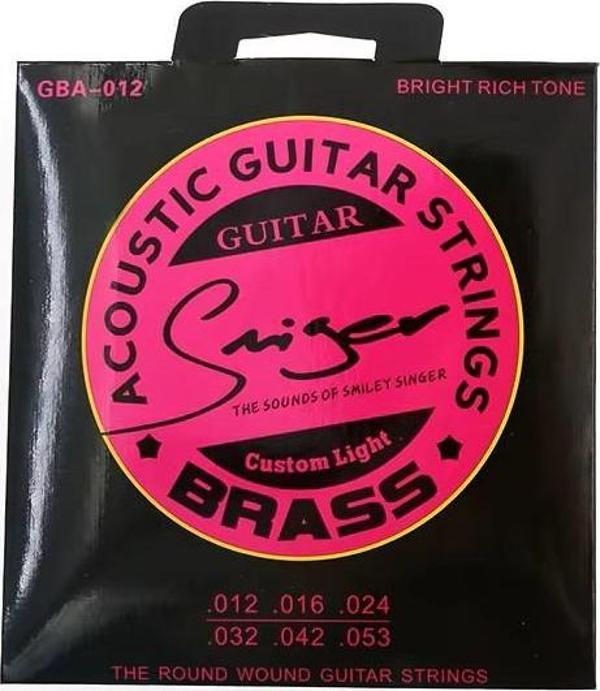 GBA-012
BRIGHT RICH TONE
ACOUSTIC GUITAR STRINGS
GUITAR
Sniger
THE SOUNDS OF SMILEY SINGER
Custom Light
BRASS
.012 .016 .024
.032 .042 .053
THE ROUND WOUND GUITAR STRINGS